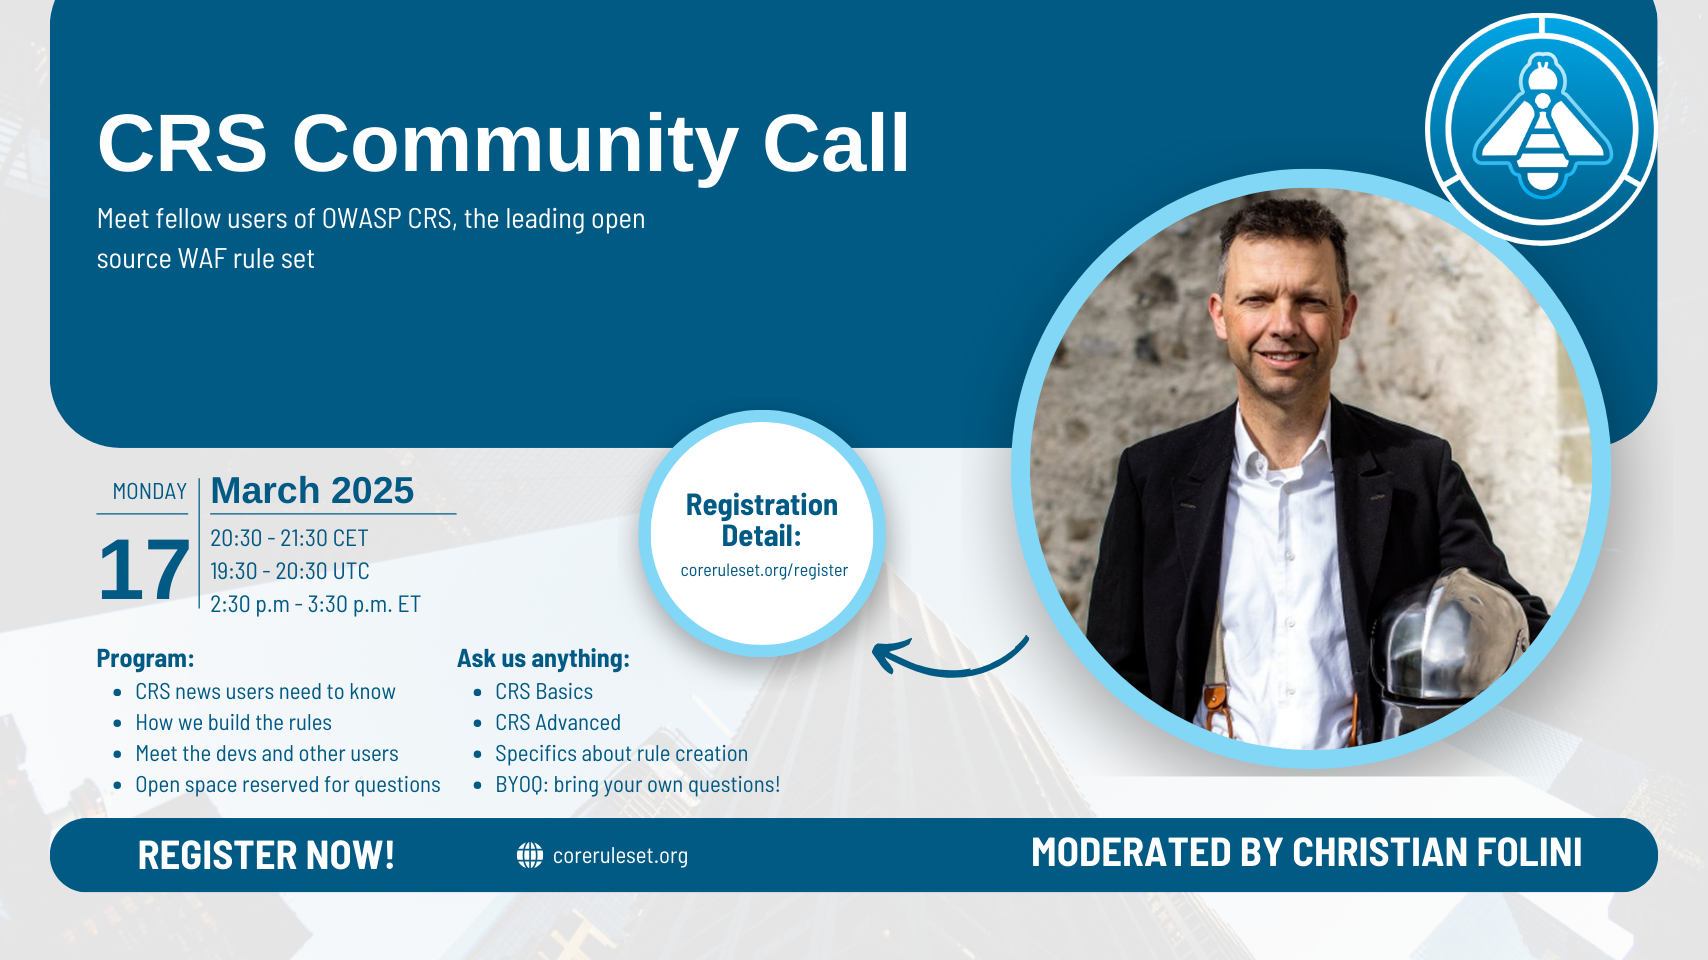 CRS Community Call
Meet fellow users of OWASP CRS, the leading open
source WAF rule set
MONDAY
17
March 2025
20:30 - 21:30 CET
19:30 - 20:30 UTC
2:30 p.m - 3:30 p.m. ET
Registration
Detail:
coreruleset.org/register
Program:
CRS news users need to know
How we build the rules
Meet the devs and other users
Open space reserved for questions
Ask us anything:
CRS Basics
CRS Advanced
Specifics about rule creation
BYOQ: bring your own questions!
REGISTER NOW!
coreruleset.org
MODERATED BY CHRISTIAN FOLINI